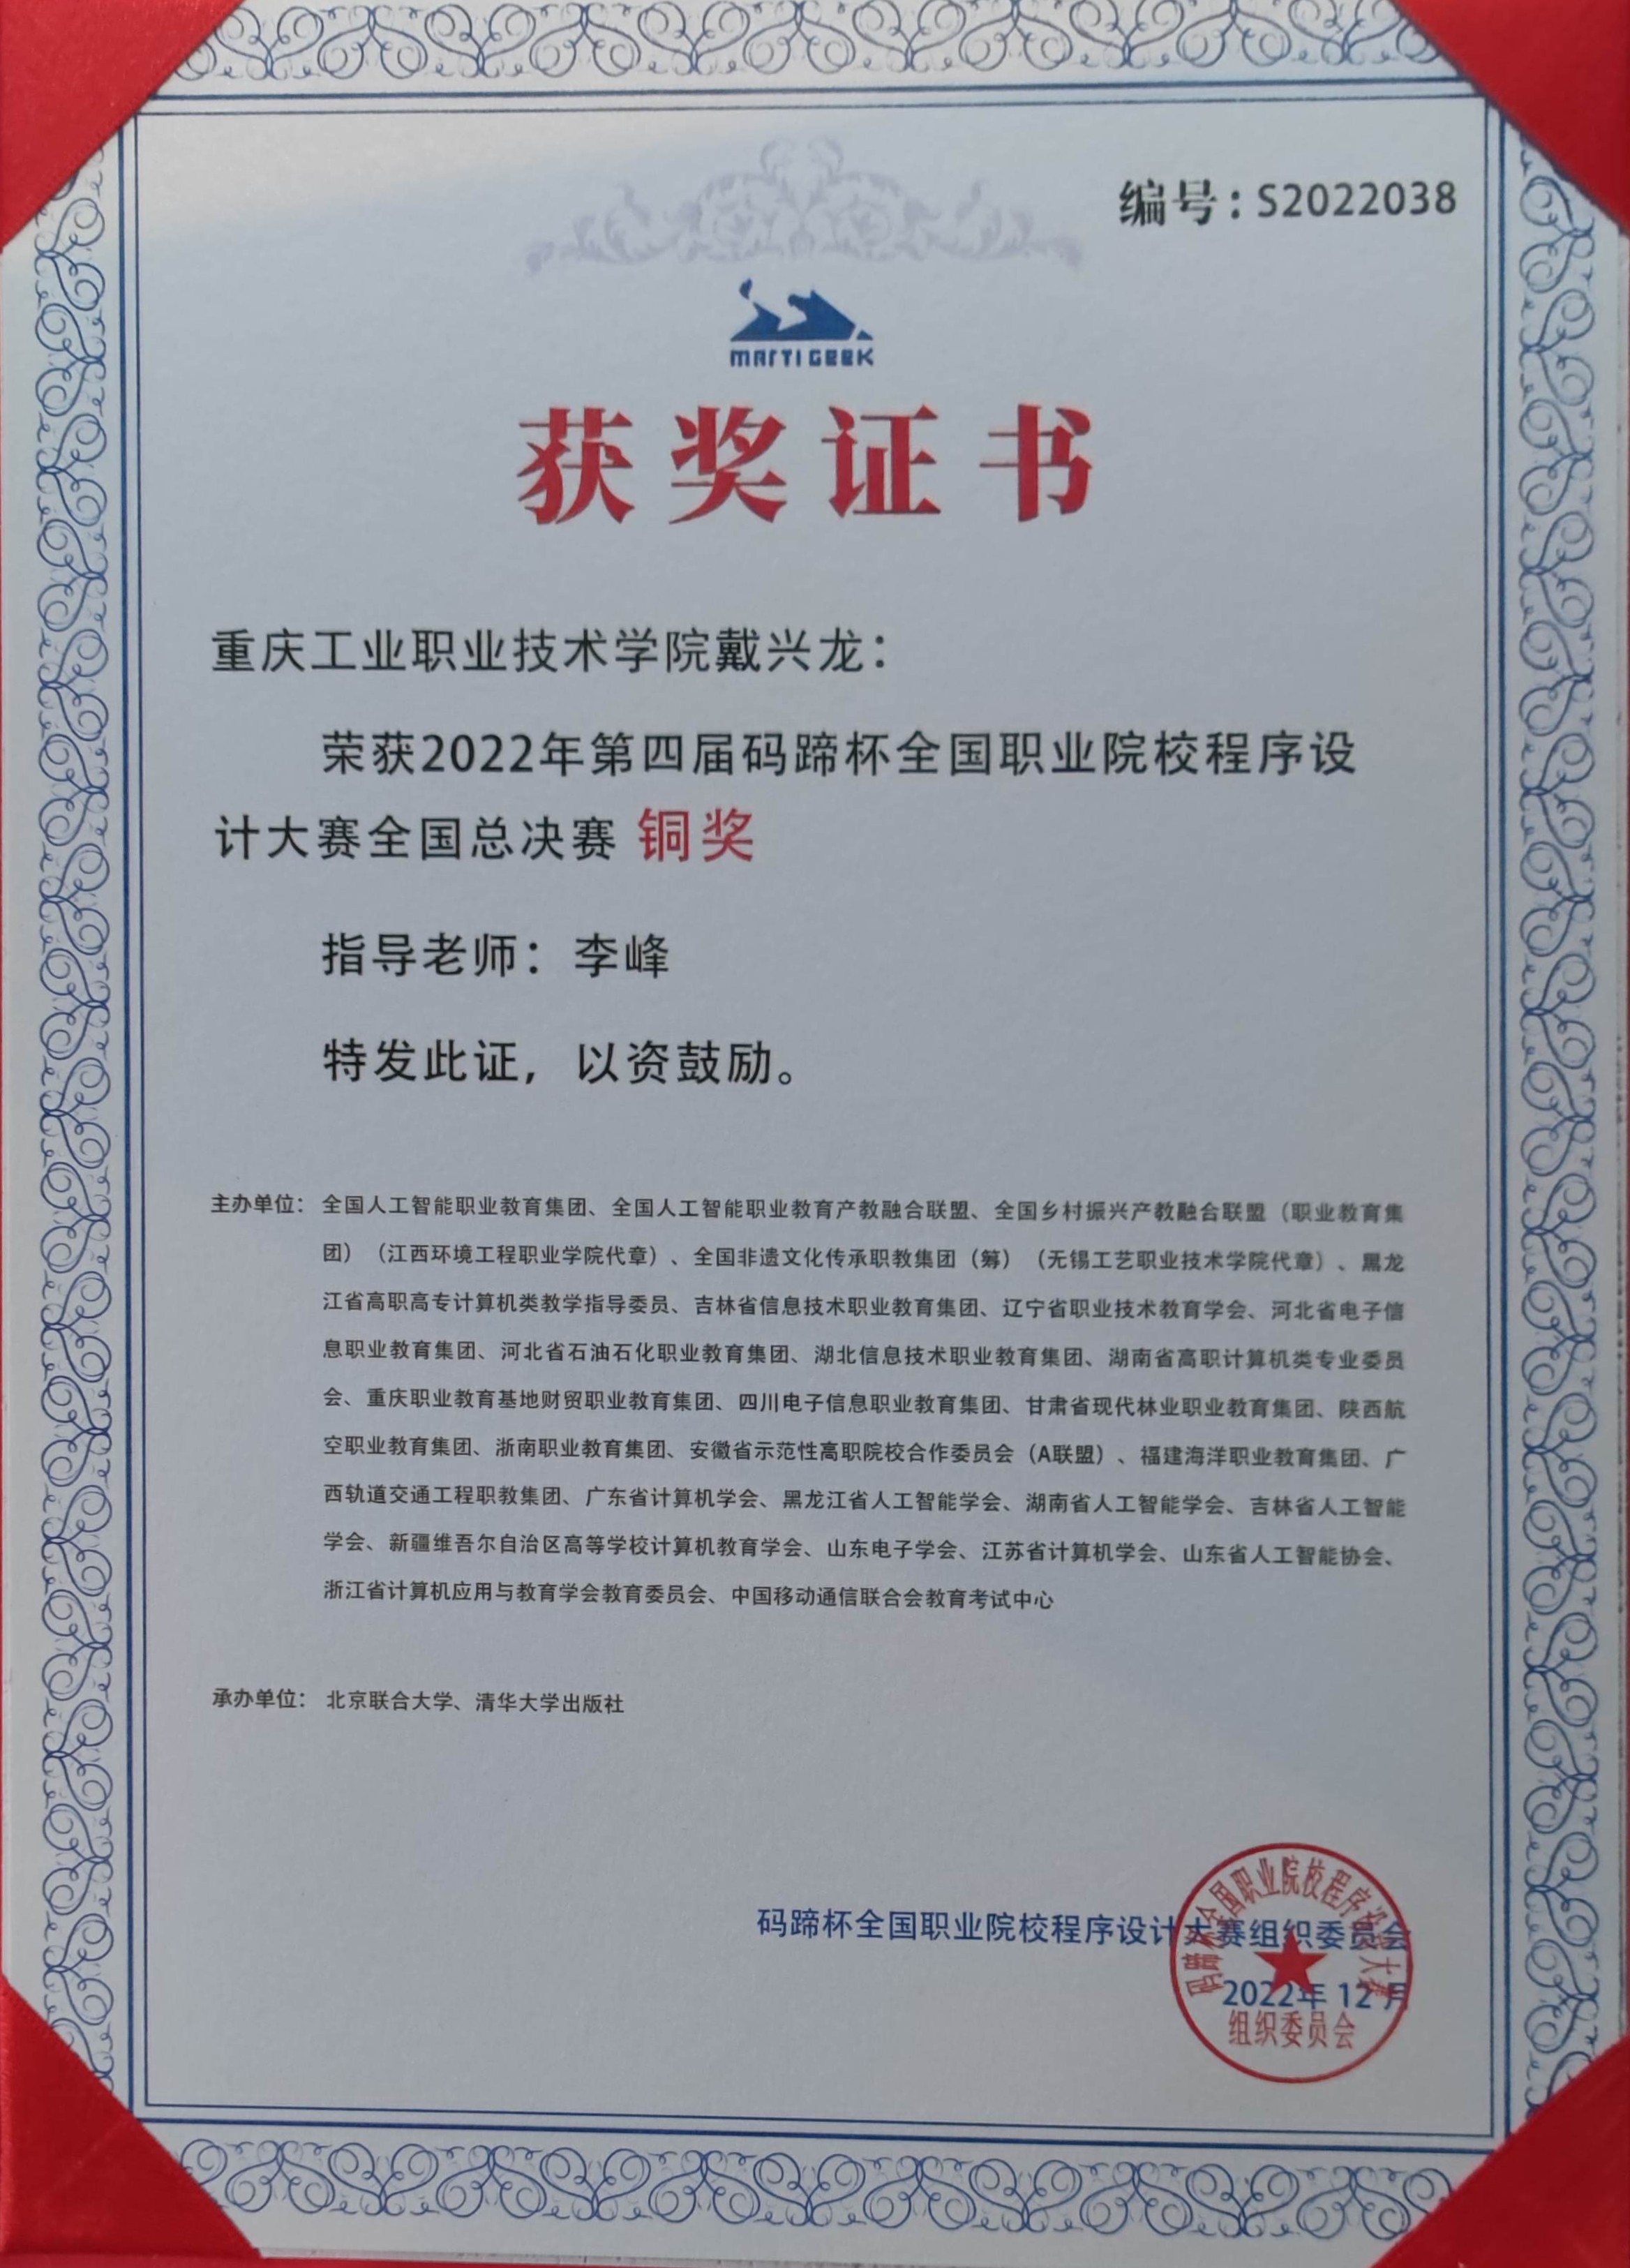 编号：S2022038
MARTI GEEK
获奖证书
重庆工业职业技术学院戴兴龙：
荣获2022年第四届码蹄杯全国职业院校程序设
计大赛全国总决赛 铜奖
指导老师：李峰
特发此证，以资鼓励。
主办单位：全国人工智能职业教育集团、全国人工智能职业教育产教融合联盟、全国乡村振兴产教融合联盟（职业教育集
团）（江西环境工程职业学院代章）、全国非遗文化传承职教集团（筹）（无锡工艺职业技术学院代章）、黑龙
江省高职高专计算机类教学指导委员、吉林省信息技术职业教育集团、辽宁省职业技术教育学会、河北省电子信
息职业教育集团、河北省石油石化职业教育集团、湖北信息技术职业教育集团、湖南省高职计算机类专业委员
会、重庆职业教育基地财贸职业教育集团、四川电子信息职业教育集团、甘肃省现代林业职业教育集团、陕西航
空职业教育集团、浙南职业教育集团、安徽省示范性高职院校合作委员会（A联盟）、福建海洋职业教育集团、广
西轨道交通工程职教集团、广东省计算机学会、黑龙江省人工智能学会、湖南省人工智能学会、吉林省人工智能
学会、新疆维吾尔自治区高等学校计算机教育学会、山东电子学会、江苏省计算机学会、山东省人工智能协会、
浙江省计算机应用与教育学会教育委员会、中国移动通信联合会教育考试中心
承办单位：北京联合大学、清华大学出版社
码蹄杯全国职业院校程序设计大赛组织委员会
2022年12月
码蹄杯全国职业院校程序设计大赛
组织委员会